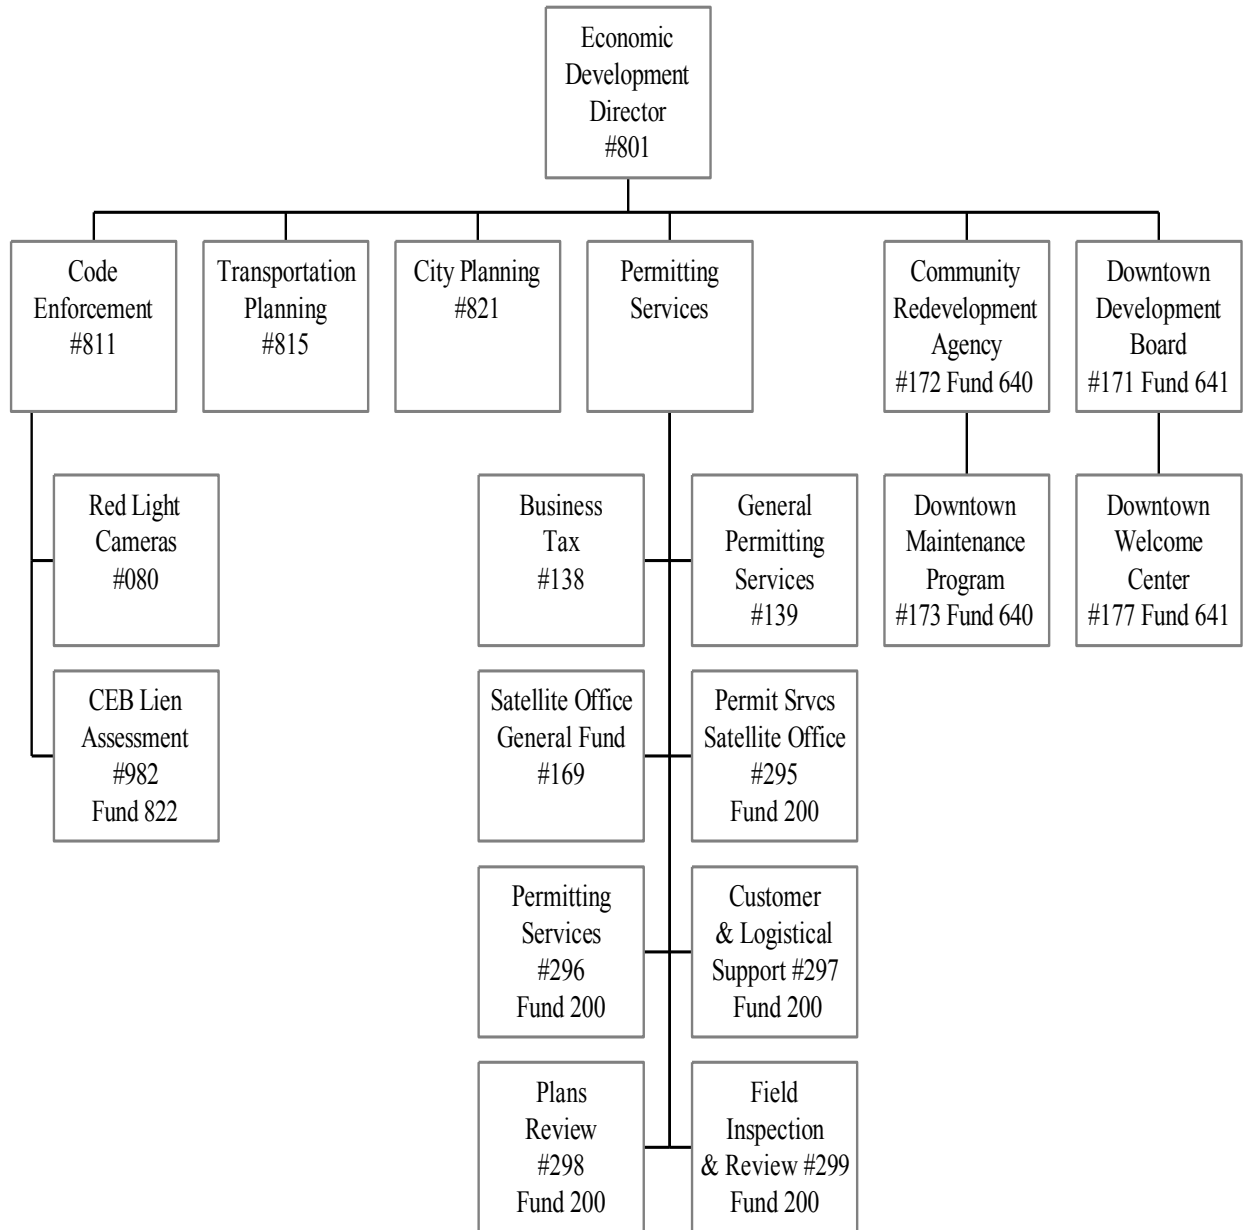 Economic
Development
Director
#801
Code
Enforcement
#811
Transportation
Planning
#815
City Planning
#821
Permitting
Services
Community
Redevelopment
Agency
#172 Fund 640
Downtown
Development
Board
#171 Fund 641
Red Light
Cameras
#080
Business
Tax
#138
General
Permitting
Services
#139
Downtown
Maintenance
Program
#173 Fund 640
Downtown
Welcome
Center
#177 Fund 641
CEB Lien
Assessment
#982
Fund 822
Satellite Office
General Fund
#169
Permit Srvcs
Satellite Office
#295
Fund 200
Permitting
Services
#296
Fund 200
Customer
& Logistical
Support #297
Fund 200
Plans
Review
#298
Fund 200
Field
Inspection
& Review #299
Fund 200